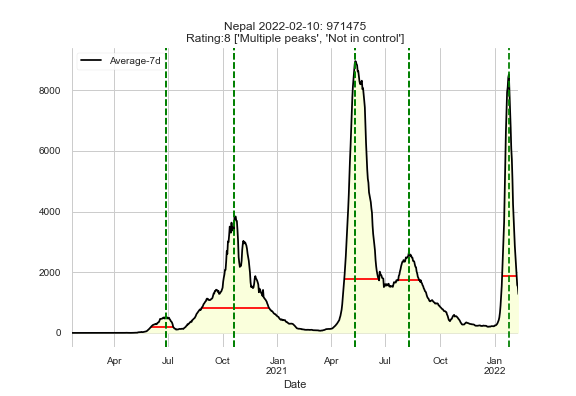 Nepal 2022-02-10: 971475
Rating:8 ['Multiple peaks', 'Not in control']
Average-7d
8000
6000
4000
2000
0
Apr Jul Oct Jan Apr Jul Oct Jan
2021 2022
Date